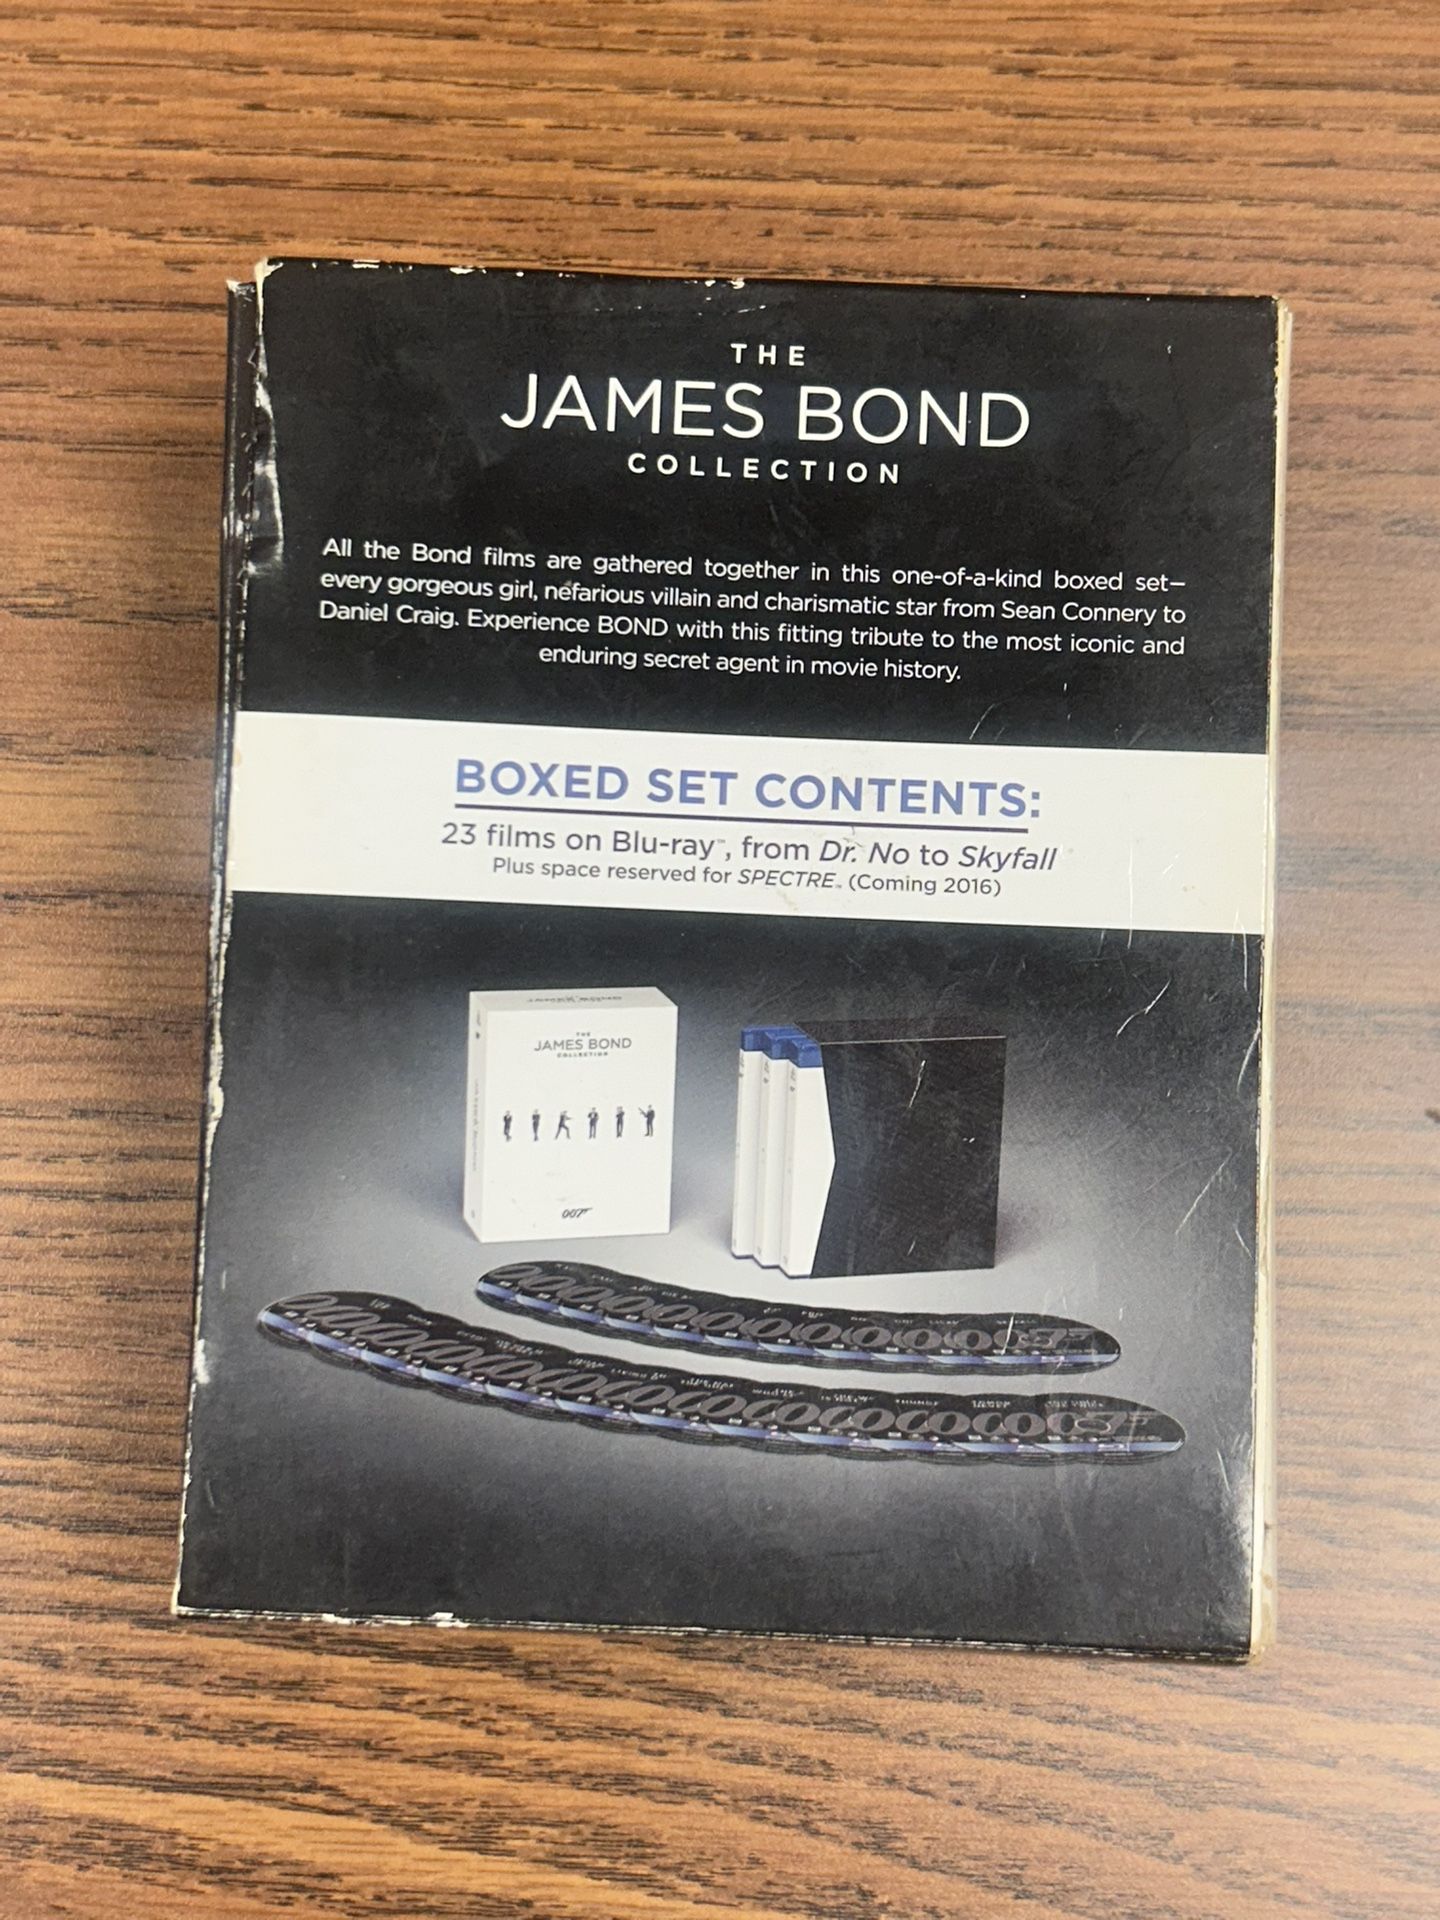 THE
JAMES BOND
COLLECTION
All the Bond films are gathered together in this one-of-a-kind boxed set—
every gorgeous girl, nefarious villain and charismatic star from Sean Connery to
Daniel Craig. Experience BOND with this fitting tribute to the most iconic and
enduring secret agent in movie history.
BOXED SET CONTENTS:
23 films on Blu-ray™, from Dr. No to Skyfall
Plus space reserved for SPECTRE™ (Coming 2016)
THE
JAMES BOND
COLLECTION
007